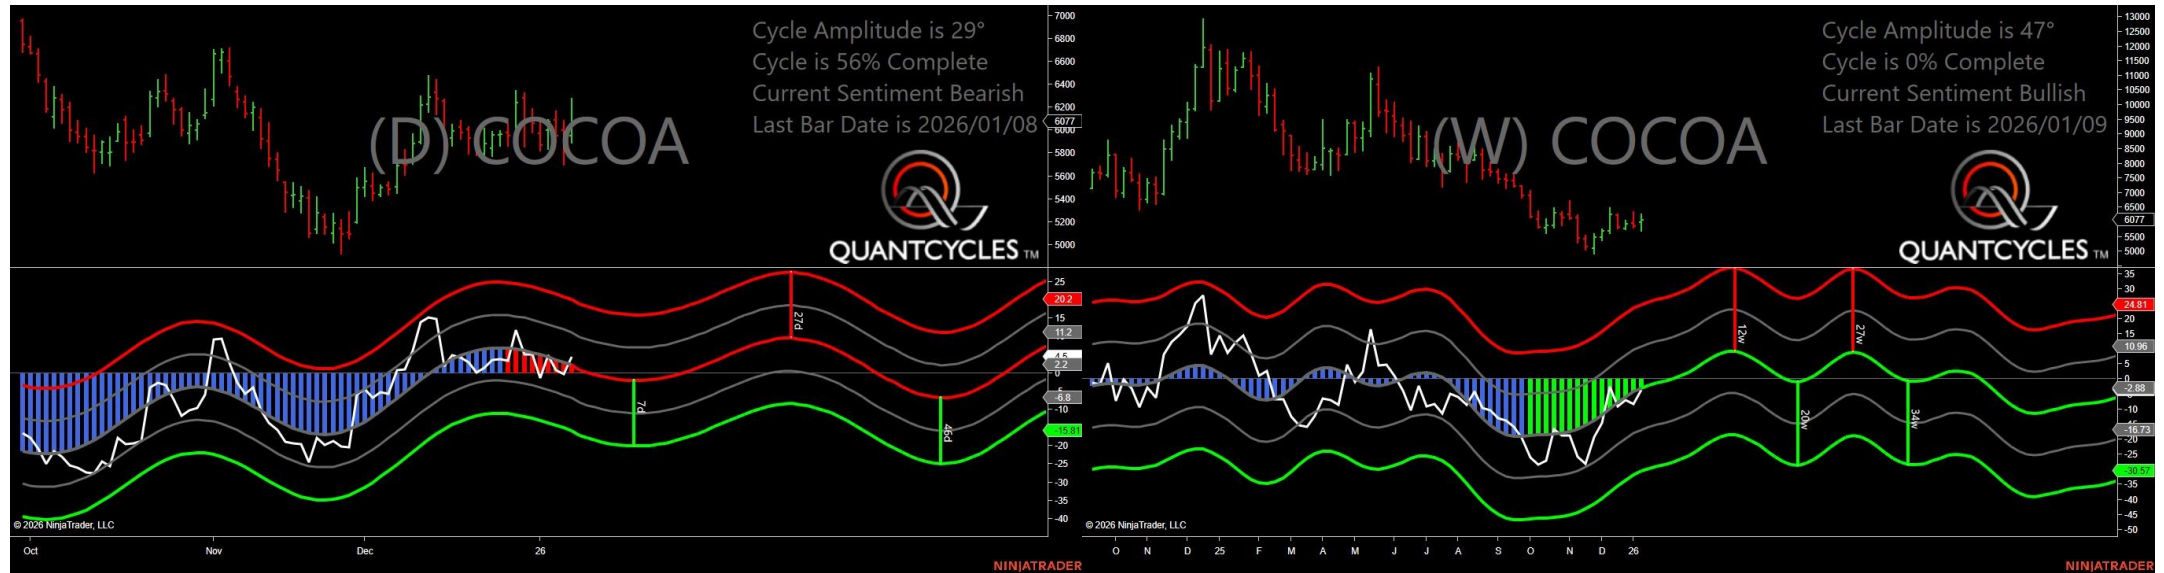 Cycle Amplitude is 29°
Cycle is 56% Complete
Current Sentiment Bearish
Last Bar Date is 2026/01/08
(D) COCOA
QUANTCYCLES TM
7000
6800
6600
6400
6200
6077
6000
5800
5600
5400
5200
5000
25
20.2
15
11.2
4.5
2.2
0
-6.8
-10
-15.81
-20
-25
-30
-35
-40
27d
7d
46d
© 2026 NinjaTrader, LLC
Oct Nov Dec 26
NINJATRADER
Cycle Amplitude is 47°
Cycle is 0% Complete
Current Sentiment Bullish
Last Bar Date is 2026/01/09
(W) COCOA
QUANTCYCLES TM
13000
12500
12000
11500
11000
10500
10000
9500
9000
8500
8000
7500
7000
6500
6077
5500
5000
35
30
24.81
20
15
10.96
5
0
-2.88
-10
-16.73
-20
-25
-30.57
-35
-40
-45
-50
12w
27w
20w
34w
© 2026 NinjaTrader, LLC
O N D 25 F M A M J J A S O N D 26
NINJATRADER